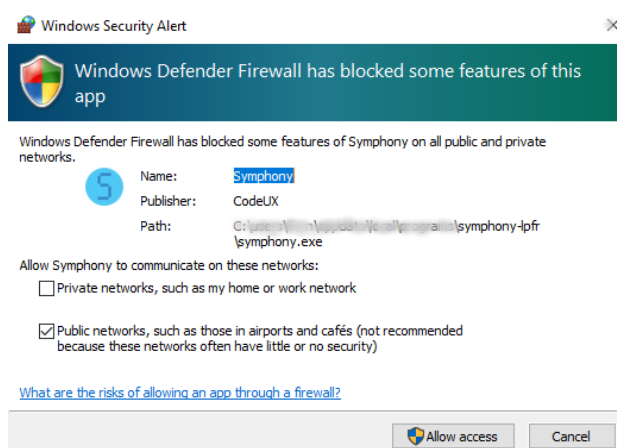 Windows Security Alert
Windows Defender Firewall has blocked some features of this
app
Windows Defender Firewall has blocked some features of Symphony on all public and private
networks.
S
Name: Symphony
Publisher: CodeUX
Path: C:\ \symphony-lpfr
\symphony.exe
Allow Symphony to communicate on these networks:
Private networks, such as my home or work network
Public networks, such as those in airports and cafés (not recommended
because these networks often have little or no security)
What are the risks of allowing an app through a firewall?
Allow access Cancel